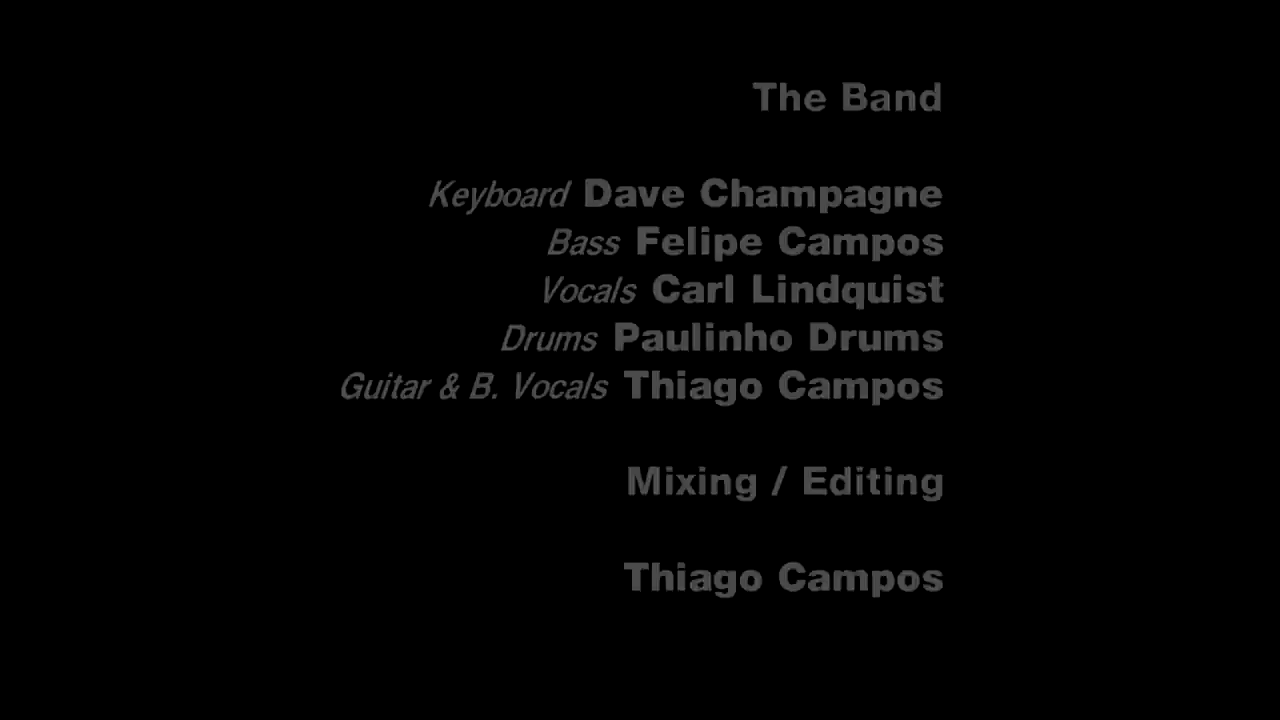 The Band
Keyboard Dave Champagne
Bass Felipe Campos
Vocals Carl Lindquist
Drums Paulinho Drums
Guitar & B. Vocals Thiago Campos
Mixing / Editing
Thiago Campos